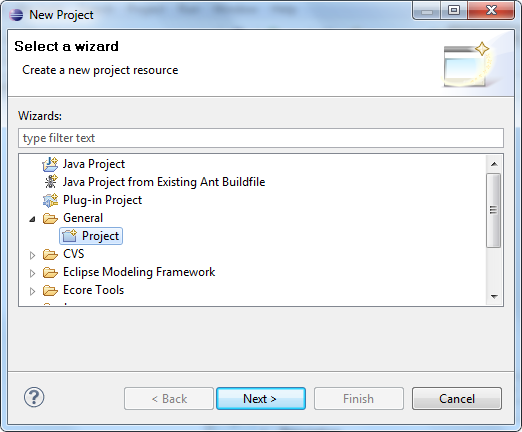 New Project
Select a wizard
Create a new project resource
Wizards:
type filter text
Java Project
Java Project from Existing Ant Buildfile
Plug-in Project
General
Project
CVS
Eclipse Modeling Framework
Ecore Tools
?
< Back
Next >
Finish
Cancel